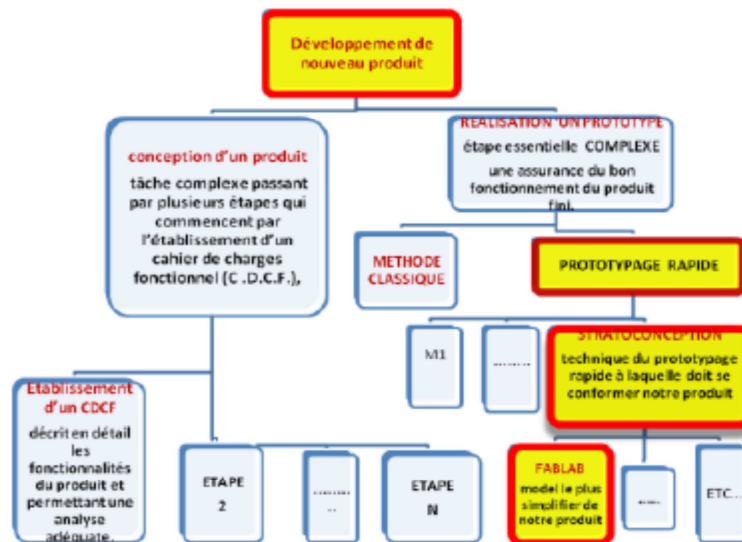 Développement de
nouveau produit
conception d'un produit
tâche complexe passant
par plusieurs étapes qui
commencent par
l'établissement d'un
cahier de charges
fonctionnel (C .D.C.F.),
REALISATION 'UN PROTOTYPE
étape essentielle COMPLEXE
une assurance du bon
fonctionnement du produit
fini.
METHODE
CLASSIQUE
PROTOTYPAGE RAPIDE
M1
..........
STRATOCONCEPTION
technique du prototypage
rapide à laquelle doit se
conformer notre produit
Etablissement
d'un CDCF
décrit en détail
les
fonctionnalités
du produit et
permettant une
analyse
adéquate.
ETAPE
2
..........
..
ETAPE
N
FABLAB
model le plus
simplifier de
notre produit
......
ETC...